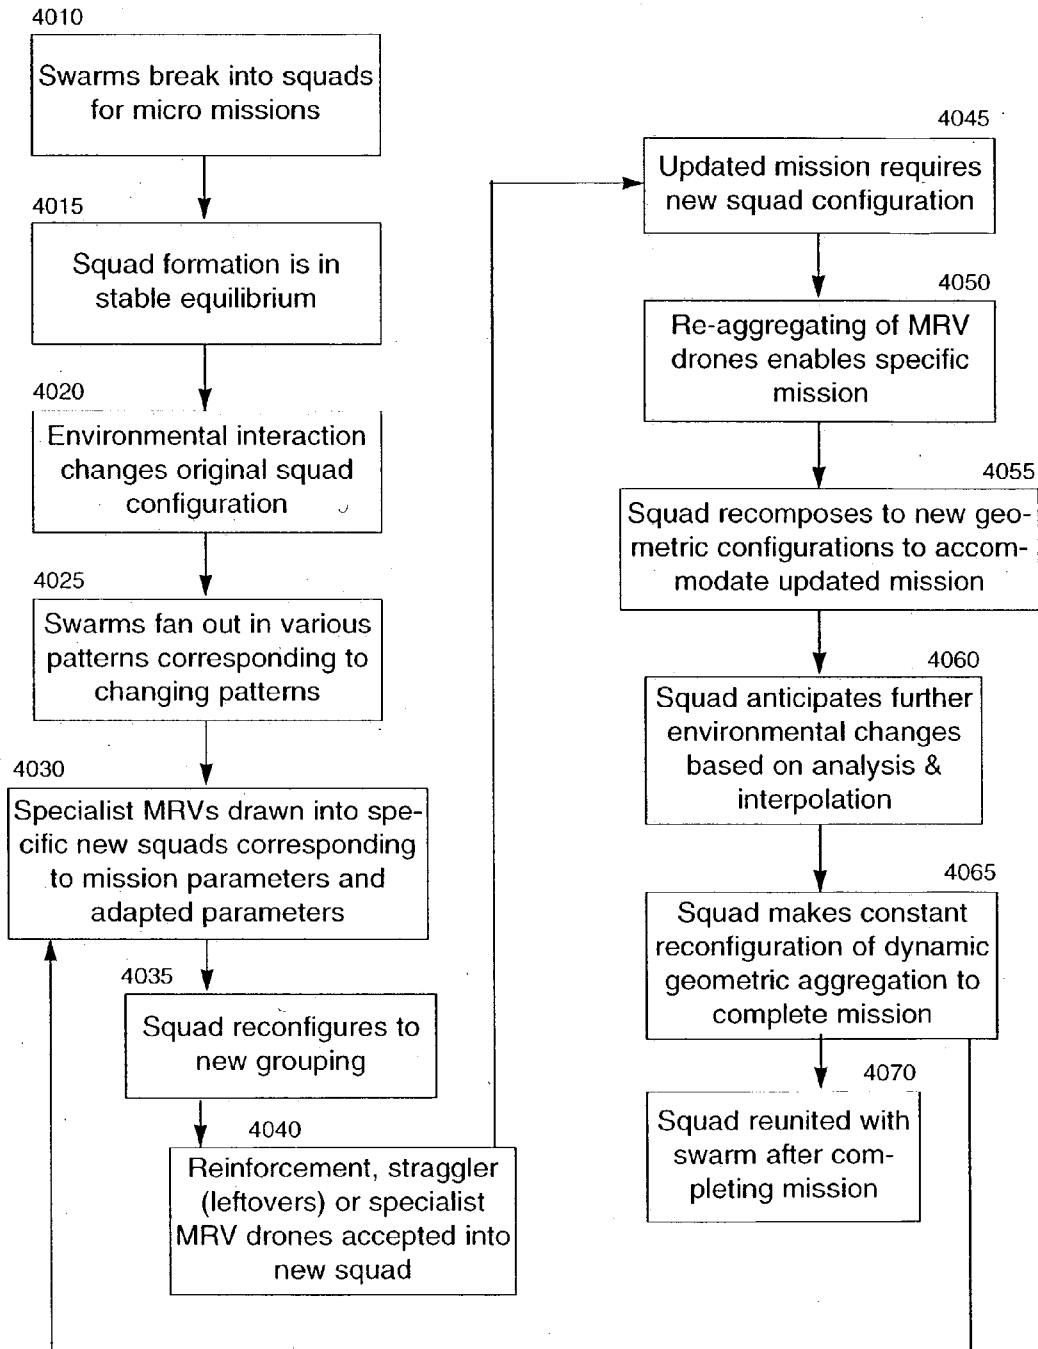 4010
Swarms break into squads
for micro missions
4015
Squad formation is in
stable equilibrium
4020
Environmental interaction
changes original squad
configuration
4025
Swarms fan out in various
patterns corresponding to
changing patterns
4030
Specialist MRVs drawn into spe-
cific new squads corresponding
to mission parameters and
adapted parameters
4035
Squad reconfigures to
new grouping
4040
Reinforcement, straggler
(leftovers) or specialist
MRV drones accepted into
new squad
4045
Updated mission requires
new squad configuration
4050
Re-aggregating of MRV
drones enables specific
mission
4055
Squad recomposes to new geo-
metric configurations to accom-
modate updated mission
4060
Squad anticipates further
environmental changes
based on analysis &
interpolation
4065
Squad makes constant
reconfiguration of dynamic
geometric aggregation to
complete mission
4070
Squad reunited with
swarm after com-
pleting mission